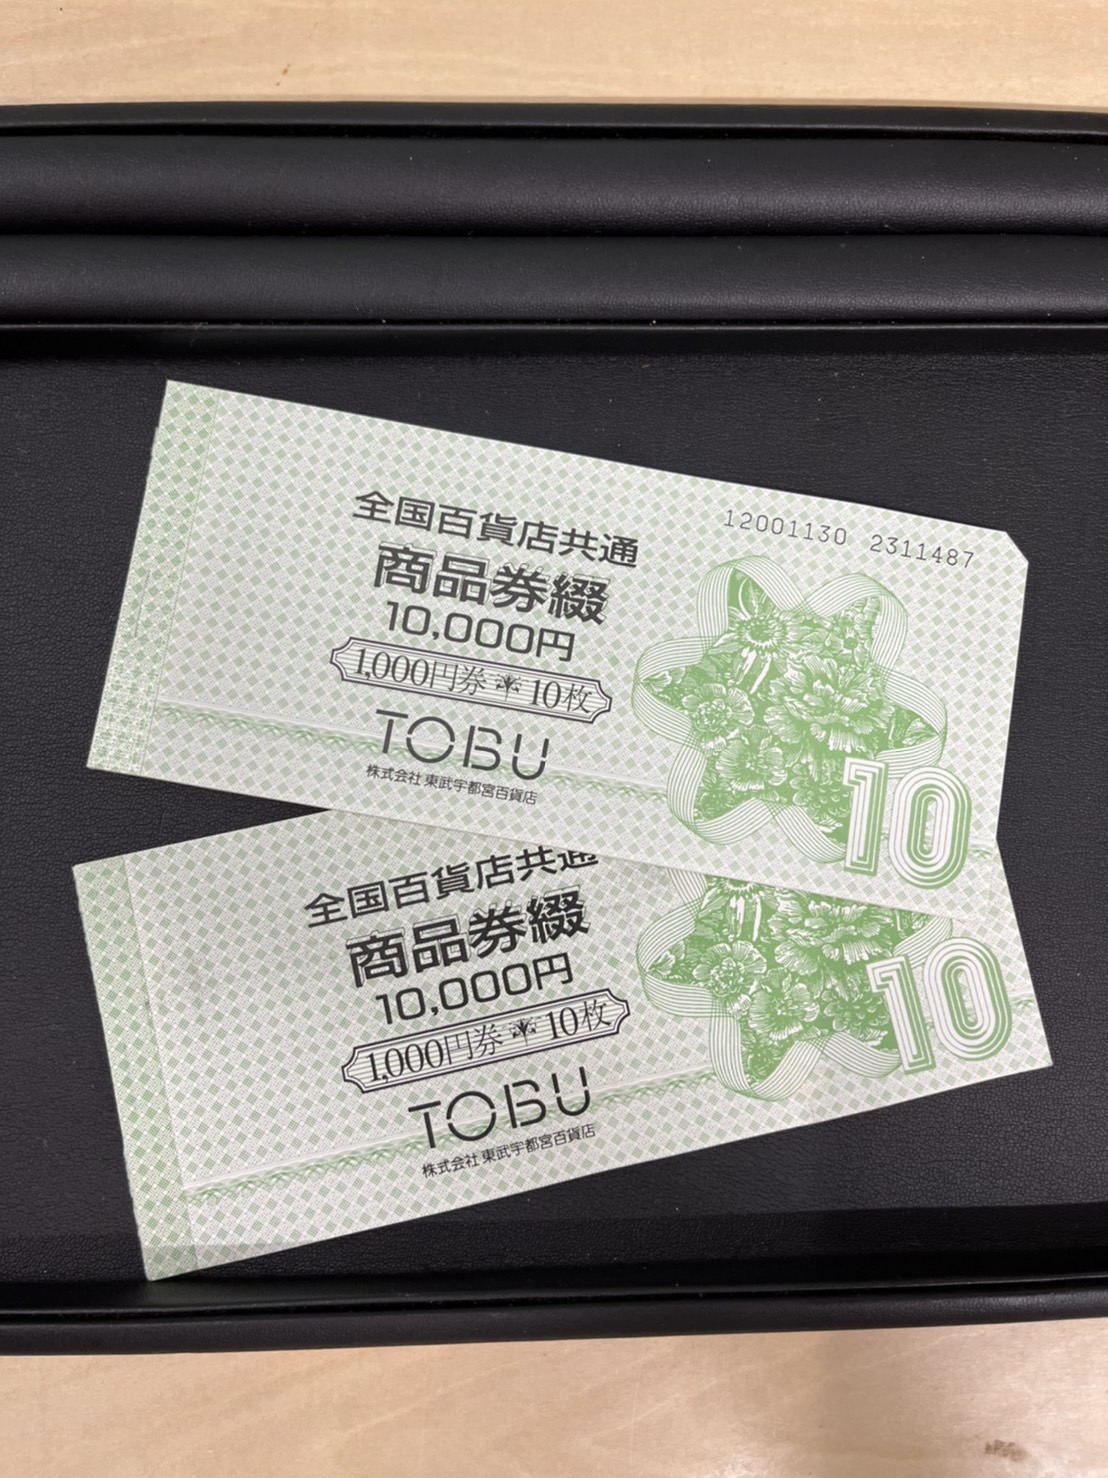 12001130 2311487
全国百貨店共通
商品券綴
10,000円
1,000円券 10枚
TOBU
株式会社 東武宇都宮百貨店
10
全国百貨店共通
商品券綴
10,000円
1,000円券 10枚
TOBU
株式会社 東武宇都宮百貨店
10